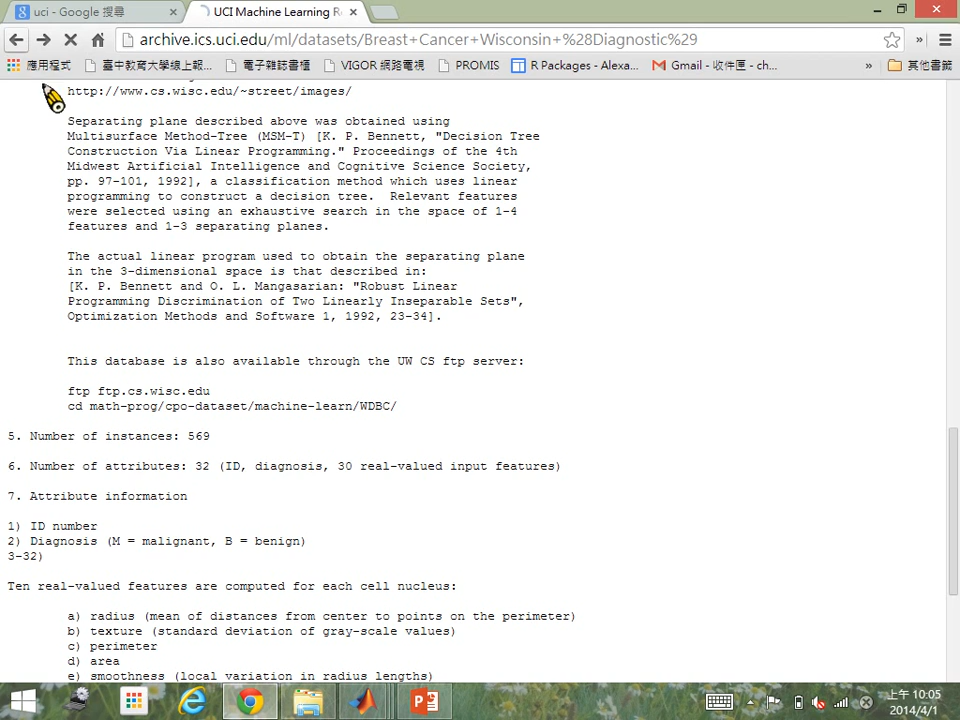 uci - Google 搜尋
UCI Machine Learning R
archive.ics.uci.edu/ml/datasets/Breast+Cancer+Wisconsin+%28Diagnostic%29
應用程式 臺中教育大學線上報... 電子雜誌書櫃 VIGOR 網路電視 PROMIS R Packages - Alexa... Gmail - 收件匣 - ch... » 其他書籤
http://www.cs.wisc.edu/~street/images/
Separating plane described above was obtained using
Multisurface Method-Tree (MSM-T) [K. P. Bennett, "Decision Tree
Construction Via Linear Programming." Proceedings of the 4th
Midwest Artificial Intelligence and Cognitive Science Society,
pp. 97-101, 1992], a classification method which uses linear
programming to construct a decision tree.  Relevant features
were selected using an exhaustive search in the space of 1-4
features and 1-3 separating planes.
The actual linear program used to obtain the separating plane
in the 3-dimensional space is that described in:
[K. P. Bennett and O. L. Mangasarian: "Robust Linear
Programming Discrimination of Two Linearly Inseparable Sets",
Optimization Methods and Software 1, 1992, 23-34].
This database is also available through the UW CS ftp server:
ftp ftp.cs.wisc.edu
cd math-prog/cpo-dataset/machine-learn/WDBC/
5. Number of instances: 569
6. Number of attributes: 32 (ID, diagnosis, 30 real-valued input features)
7. Attribute information
1) ID number
2) Diagnosis (M = malignant, B = benign)
3-32)
Ten real-valued features are computed for each cell nucleus:
a) radius (mean of distances from center to points on the perimeter)
b) texture (standard deviation of gray-scale values)
c) perimeter
d) area
e) smoothness (local variation in radius lengths)
上午 10:05
2014/4/1